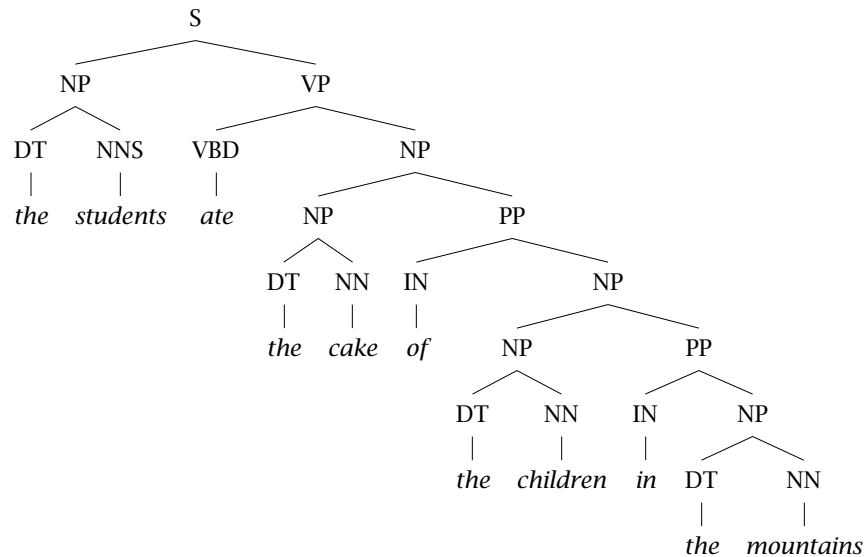 S
NP VP
DT NNS VBD NP
the students ate NP PP
DT NN IN NP
the cake of NP PP
DT NN IN NP
the children in DT NN
the mountains